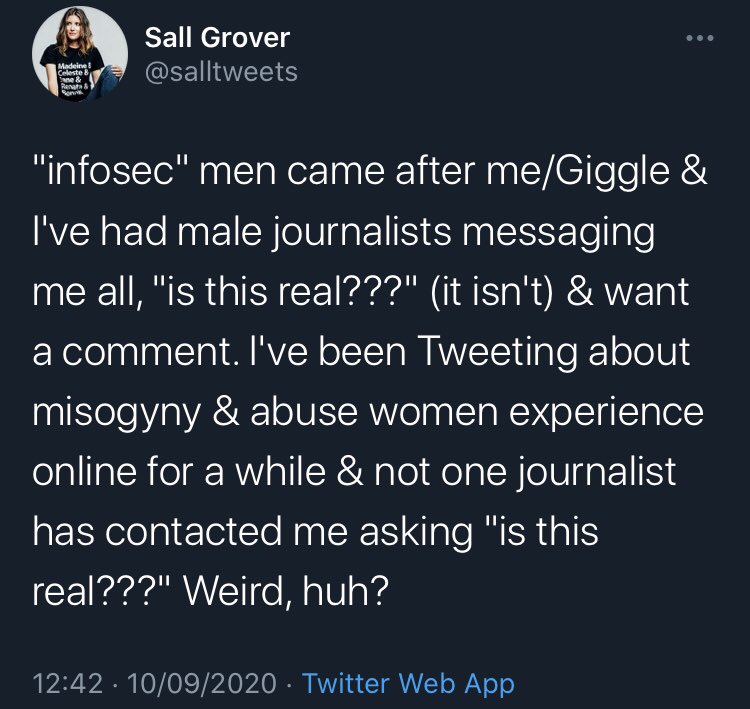 Sall Grover
@salltweets
Madeine &
Celeste &
Jane &
Renata &
Bonnie
"infosec" men came after me/Giggle &
I've had male journalists messaging
me all, "is this real???" (it isn't) & want
a comment. I've been Tweeting about
misogyny & abuse women experience
online for a while & not one journalist
has contacted me asking "is this
real???" Weird, huh?
12:42 · 10/09/2020 · Twitter Web App